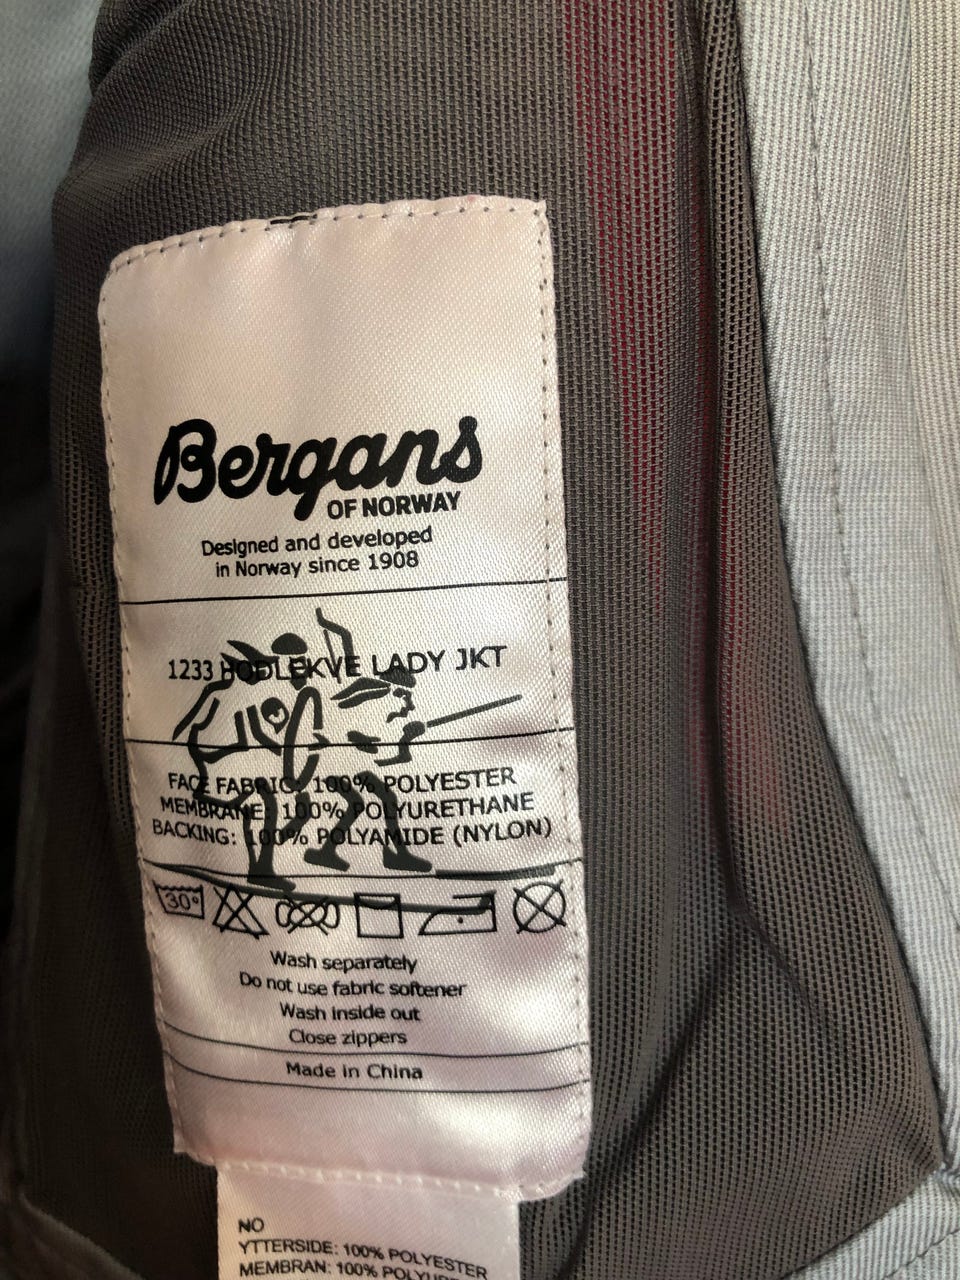 Bergans
OF NORWAY
Designed and developed
in Norway since 1908
1233 HODLEKVE LADY JKT
FACE FABRIC: 100% POLYESTER
MEMBRANE: 100% POLYURETHANE
BACKING: 100% POLYAMIDE (NYLON)
30°
Wash separately
Do not use fabric softener
Wash inside out
Close zippers
Made in China
NO
YTTERSIDE: 100% POLYESTER
MEMBRAN: 100%